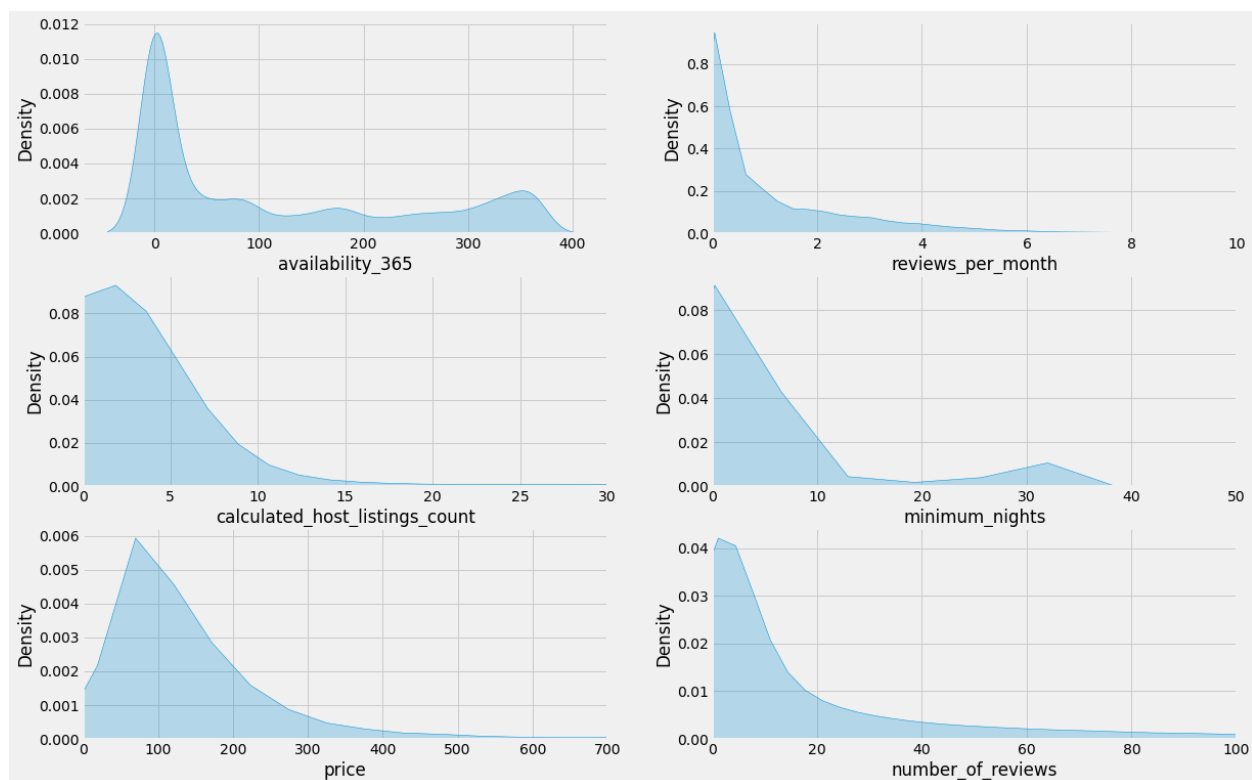 0.012
0.010
0.008
0.006
0.004
0.002
0.000
Density
0 100 200 300 400
availability_365
0.8
0.6
0.4
0.2
0.0
Density
0 2 4 6 8 10
reviews_per_month
0.08
0.06
0.04
0.02
0.00
Density
0 5 10 15 20 25 30
calculated_host_listings_count
0.08
0.06
0.04
0.02
0.00
Density
0 10 20 30 40 50
minimum_nights
0.006
0.005
0.004
0.003
0.002
0.001
0.000
Density
0 100 200 300 400 500 600 700
price
0.04
0.03
0.02
0.01
0.00
Density
0 20 40 60 80 100
number_of_reviews